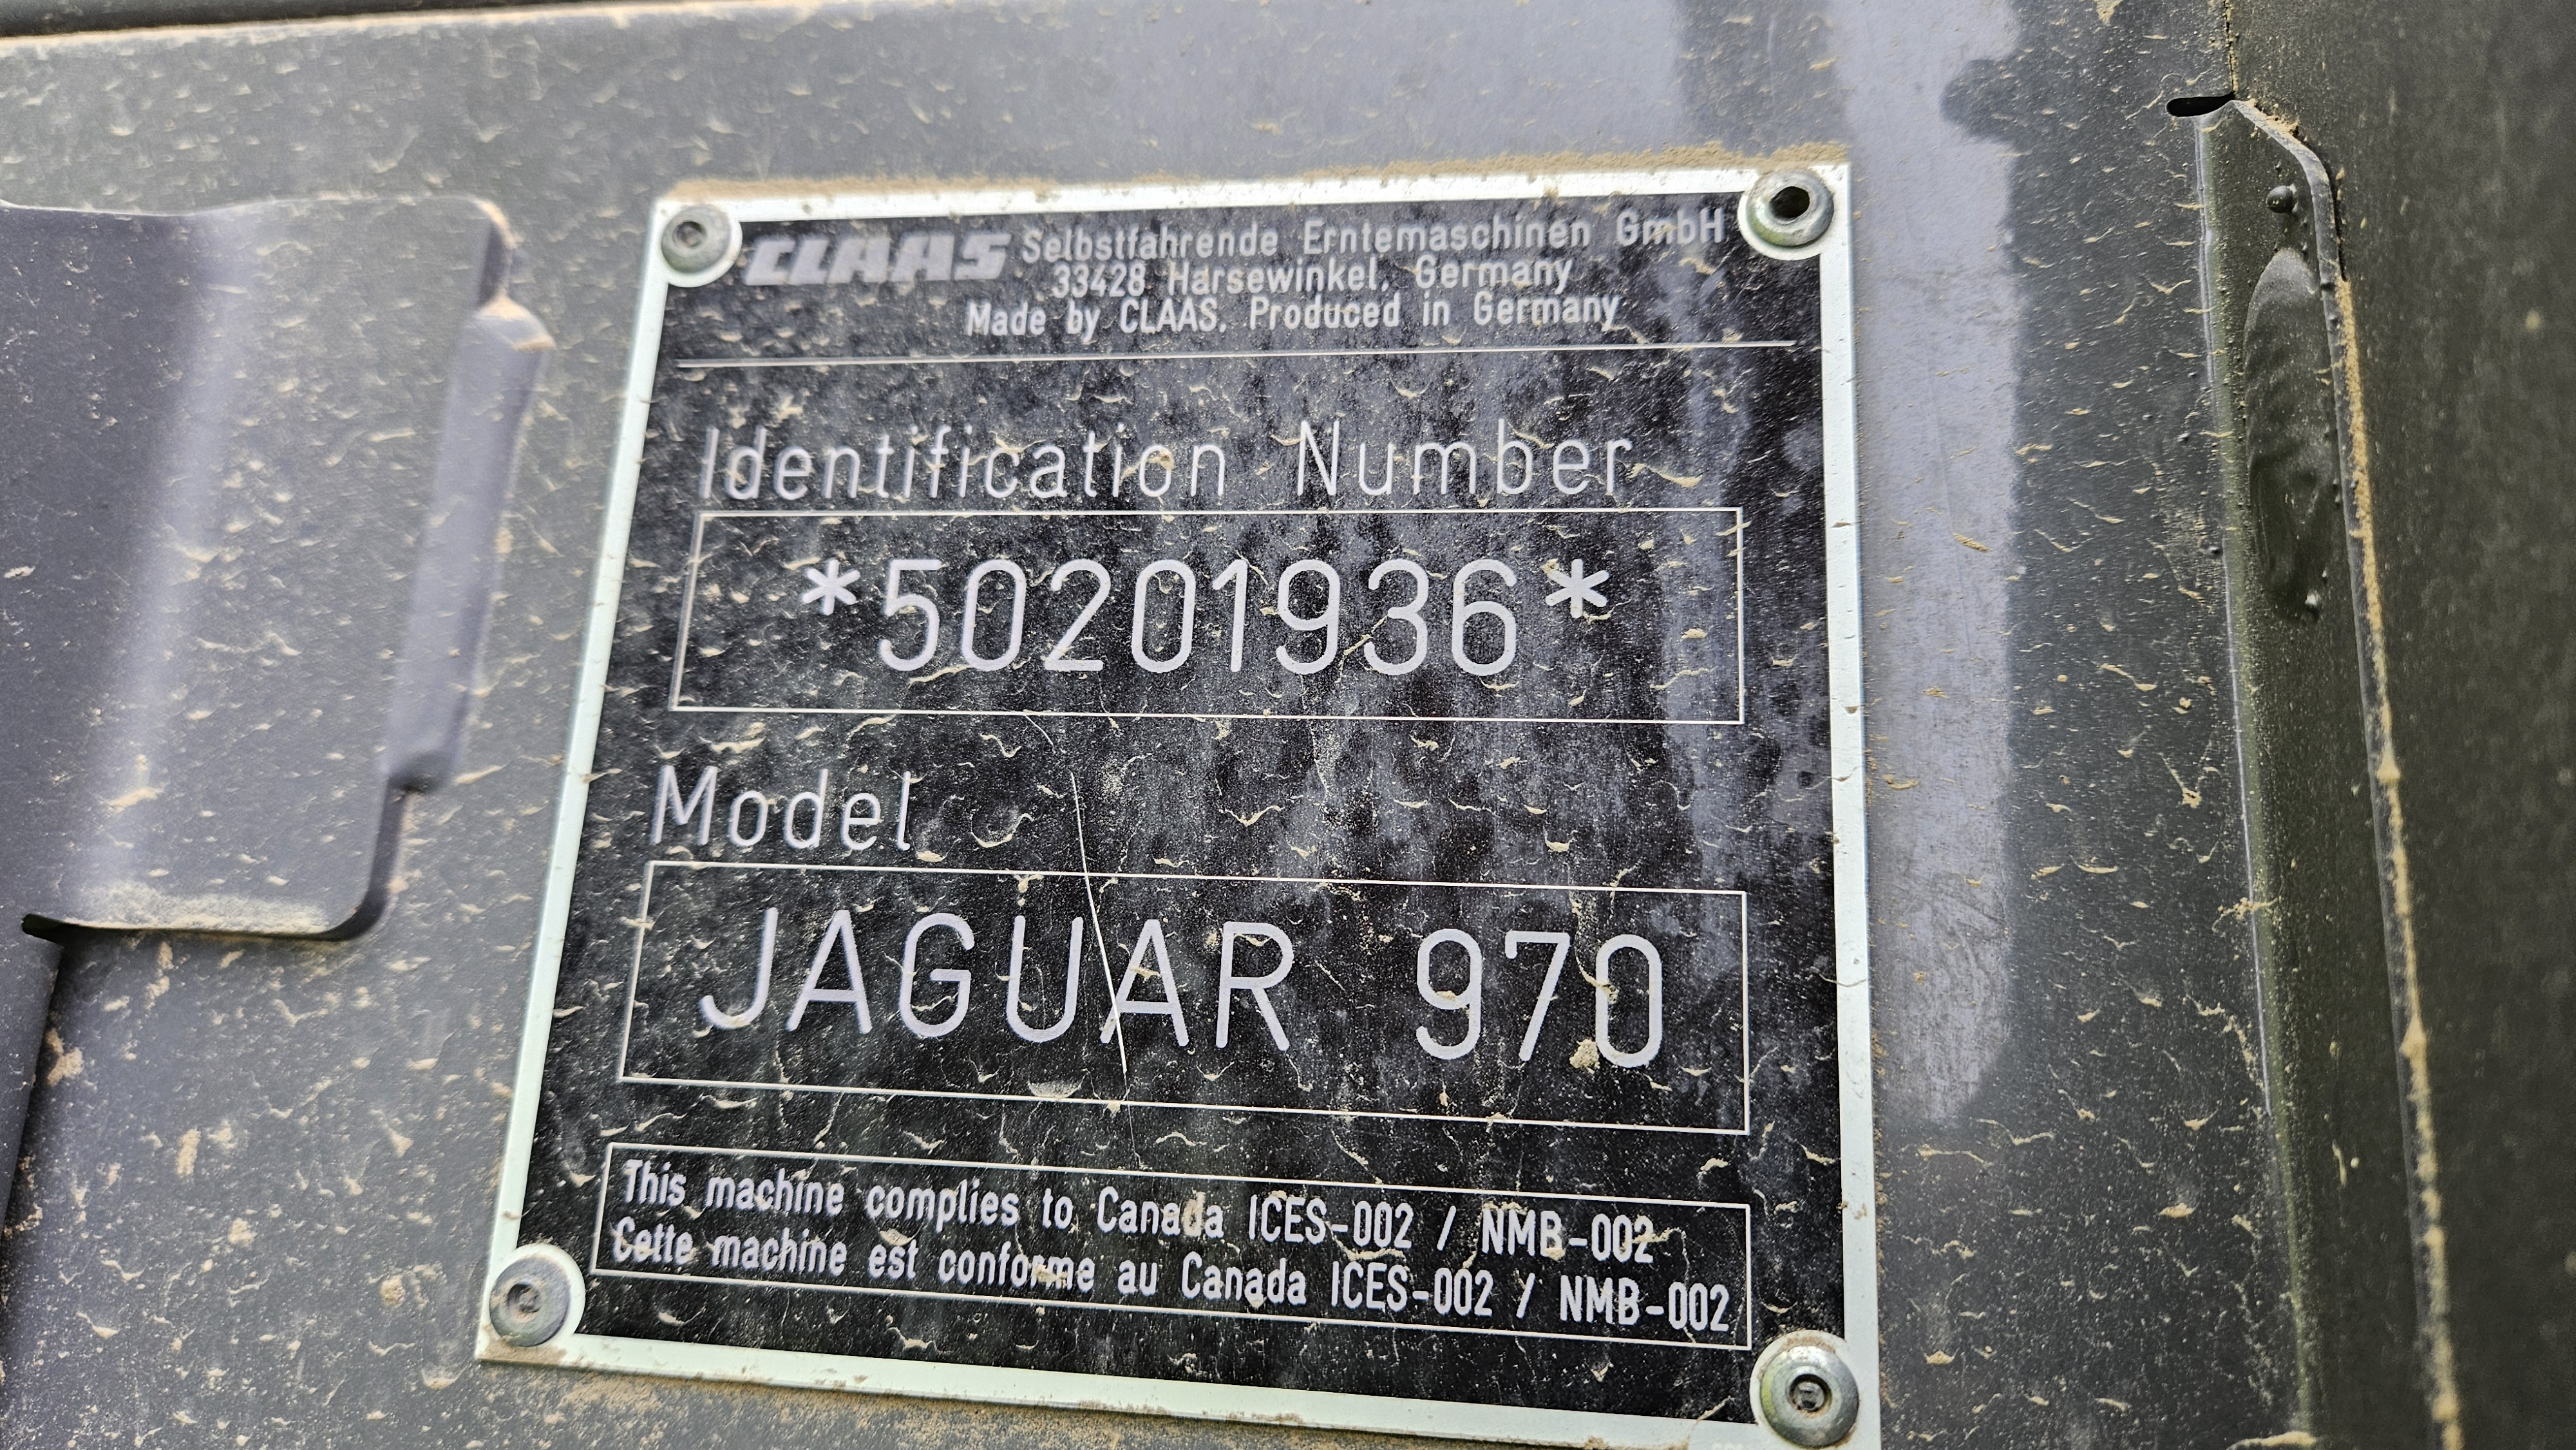 CLAAS Selbstfahrende Erntemaschinen GmbH
33428 Harsewinkel, Germany
Made by CLAAS, Produced in Germany
Identification Number
*50201936*
Model
JAGUAR 970
This machine complies to Canada ICES-002 / NMB-002
Cette machine est conforme au Canada ICES-002 / NMB-002